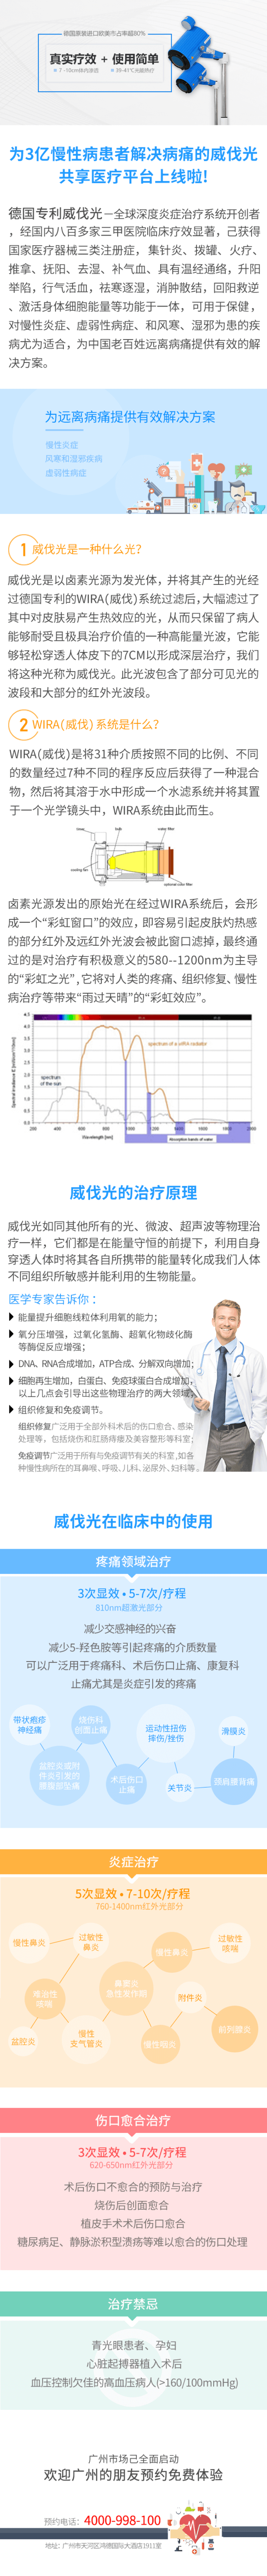 德国原装进口欧美市占率超80%
真实疗效 + 使用简单
7-10cm体内渗透
39-41℃光能热疗
为3亿慢性病患者解决病痛的威伐光
共享医疗平台上线啦!
德国专利威伐光—全球深度炎症治疗系统开创者
，经国内八百多家三甲医院临床疗效显著，已获得
国家医疗器械三类注册症， 集针灸、拨罐、火疗、
推拿、抚阳、去湿、补气血、具有温经通络，升阳
举陷，行气活血，祛寒逐湿，消肿散结，回阳救逆
、激活身体细胞能量等功能于一体，可用于保健，
对慢性炎症、虚弱性病症、和风寒、湿邪为患的疾
病尤为适合，为中国老百姓远离病痛提供有效的解
决方案。
为远离病痛提供有效解决方案
慢性炎症
风寒和湿邪疾病
虚弱性病症
1 威伐光是一种什么光？
威伐光是以卤素光源为发光体，并将其产生的光经
过德国专利的WIRA(威伐)系统过滤后,大幅滤过了
其中对皮肤易产生热效应的光，从而只保留了病人
能够耐受且极具治疗价值的一种高能量光波，它能
够轻松穿透人体皮下的7CM以形成深层治疗，我们
将这种光称为威伐光。此光波包含了部分可见光的
波段和大部分的红外光波段。
2 WIRA(威伐) 系统是什么？
WIRA(威伐)是将31种介质按照不同的比例、不同
的数量经过7种不同的程序反应后获得了一种混合
物，然后将其溶于水中形成一个水滤系统并将其置
于一个光学镜头中，WIRA系统由此而生。
bulb
water filter
cooling fan
optional color filter
卤素光源发出的原始光在经过WIRA系统后，会形
成一个“彩虹窗口”的效应，即容易引起皮肤灼热感
的部分红外及远红外光波会被此窗口滤掉，最终通
过的是对治疗有积极意义的580--1200nm为主导
的“彩虹之光”，它将对人类的疼痛、组织修复、慢性
病治疗等带来“雨过天晴”的“彩虹效应”。
spectrum of a wIRA radiator
spectrum
of the sun
Absorption bands of water
威伐光的治疗原理
威伐光如同其他所有的光、微波、超声波等物理治
疗一样，它们都是在能量守恒的前提下，利用自身
穿透人体时将其各自所携带的能量转化成我们人体
不同组织所敏感并能利用的生物能量。
医学专家告诉你：
能量提升细胞线粒体利用氧的能力；
氧分压增强，过氧化氢酶、超氧化物歧化酶
等酶促反应增强；
DNA、RNA合成增加，ATP合成、分解双向增加；
细胞再生增加，白蛋白、免疫球蛋白合成增加，
以上几点会引导出这些物理治疗的两大领域：
组织修复和免疫调节。
组织修复广泛用于全部外科术后的伤口愈合、感染
处理等，包括烧伤和肛肠痔瘘及美容整形等科室；
免疫调节广泛用于所有与免疫调节有关的科室,如各
种慢性病所在的耳鼻喉、呼吸、儿科、泌尿外、妇科等。
威伐光在临床中的使用
疼痛领域治疗
3次显效 • 5-7次/疗程
810nm超激光部分
减少交感神经的兴奋
减少5-羟色胺等引起疼痛的介质数量
可以广泛用于疼痛科、术后伤口止痛、康复科
止痛尤其是炎症引发的疼痛
带状疱疹
神经痛
烧伤科
创面止痛
运动性扭伤
摔伤/挫伤
滑膜炎
盆腔炎或附
件炎引发的
腰腹部坠痛
术后伤口
止痛
关节炎
颈肩腰背痛
炎症治疗
5次显效 • 7-10次/疗程
760-1400nm红外光部分
慢性鼻炎
过敏性
鼻炎
慢性鼻炎
过敏性
咳喘
难治性
咳喘
鼻窦炎
急性发作期
附件炎
盆腔炎
慢性
支气管炎
慢性咽炎
前列腺炎
伤口愈合治疗
3次显效 • 5-7次/疗程
620-650nm红外光部分
术后伤口不愈合的预防与治疗
烧伤后创面愈合
植皮手术术后伤口愈合
糖尿病足、静脉淤积型溃疡等难以愈合的伤口处理
治疗禁忌
青光眼患者、孕妇
心脏起搏器植入术后
血压控制欠佳的高血压病人(>160/100mmHg)
广州市场己全面启动
欢迎广州的朋友预约免费体验
预约电话： 4000-998-100
地址：广州市天河区冯德国际大酒店1911室